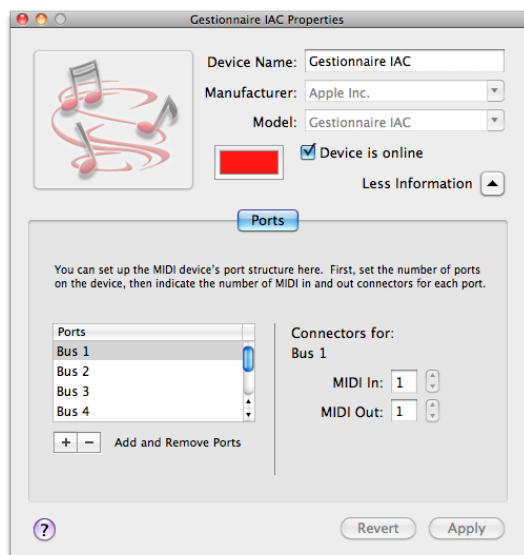 Gestionnaire IAC Properties
Device Name: Gestionnaire IAC
Manufacturer: Apple Inc.
Model: Gestionnaire IAC
Device is online
Less Information
Ports
You can set up the MIDI device's port structure here. First, set the number of ports
on the device, then indicate the number of MIDI in and out connectors for each port.
Ports
Bus 1
Bus 2
Bus 3
Bus 4
+ − Add and Remove Ports
Connectors for:
Bus 1
MIDI In: 1
MIDI Out: 1
? Revert Apply